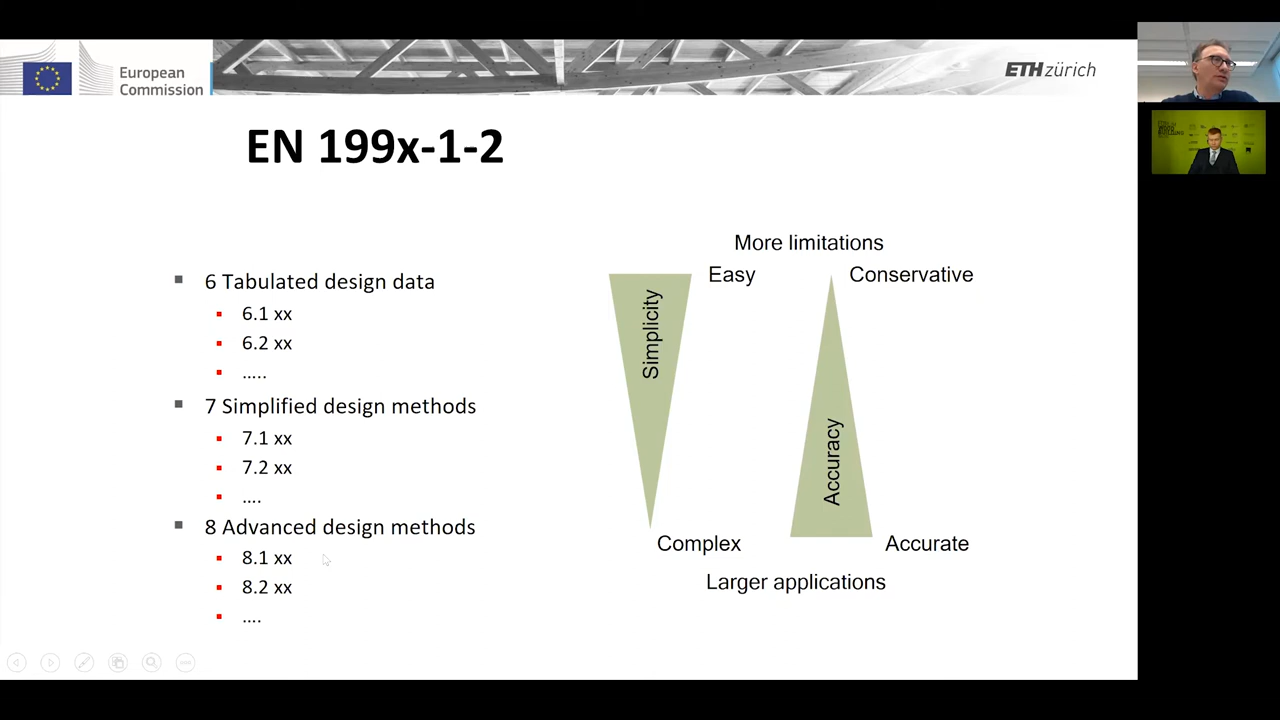 European
Commission
ETH zürich
EN 199x-1-2
6 Tabulated design data
6.1 xx
6.2 xx
…..
7 Simplified design methods
7.1 xx
7.2 xx
….
8 Advanced design methods
8.1 xx
8.2 xx
….
More limitations
Easy
Conservative
Simplicity
Accuracy
Complex
Accurate
Larger applications